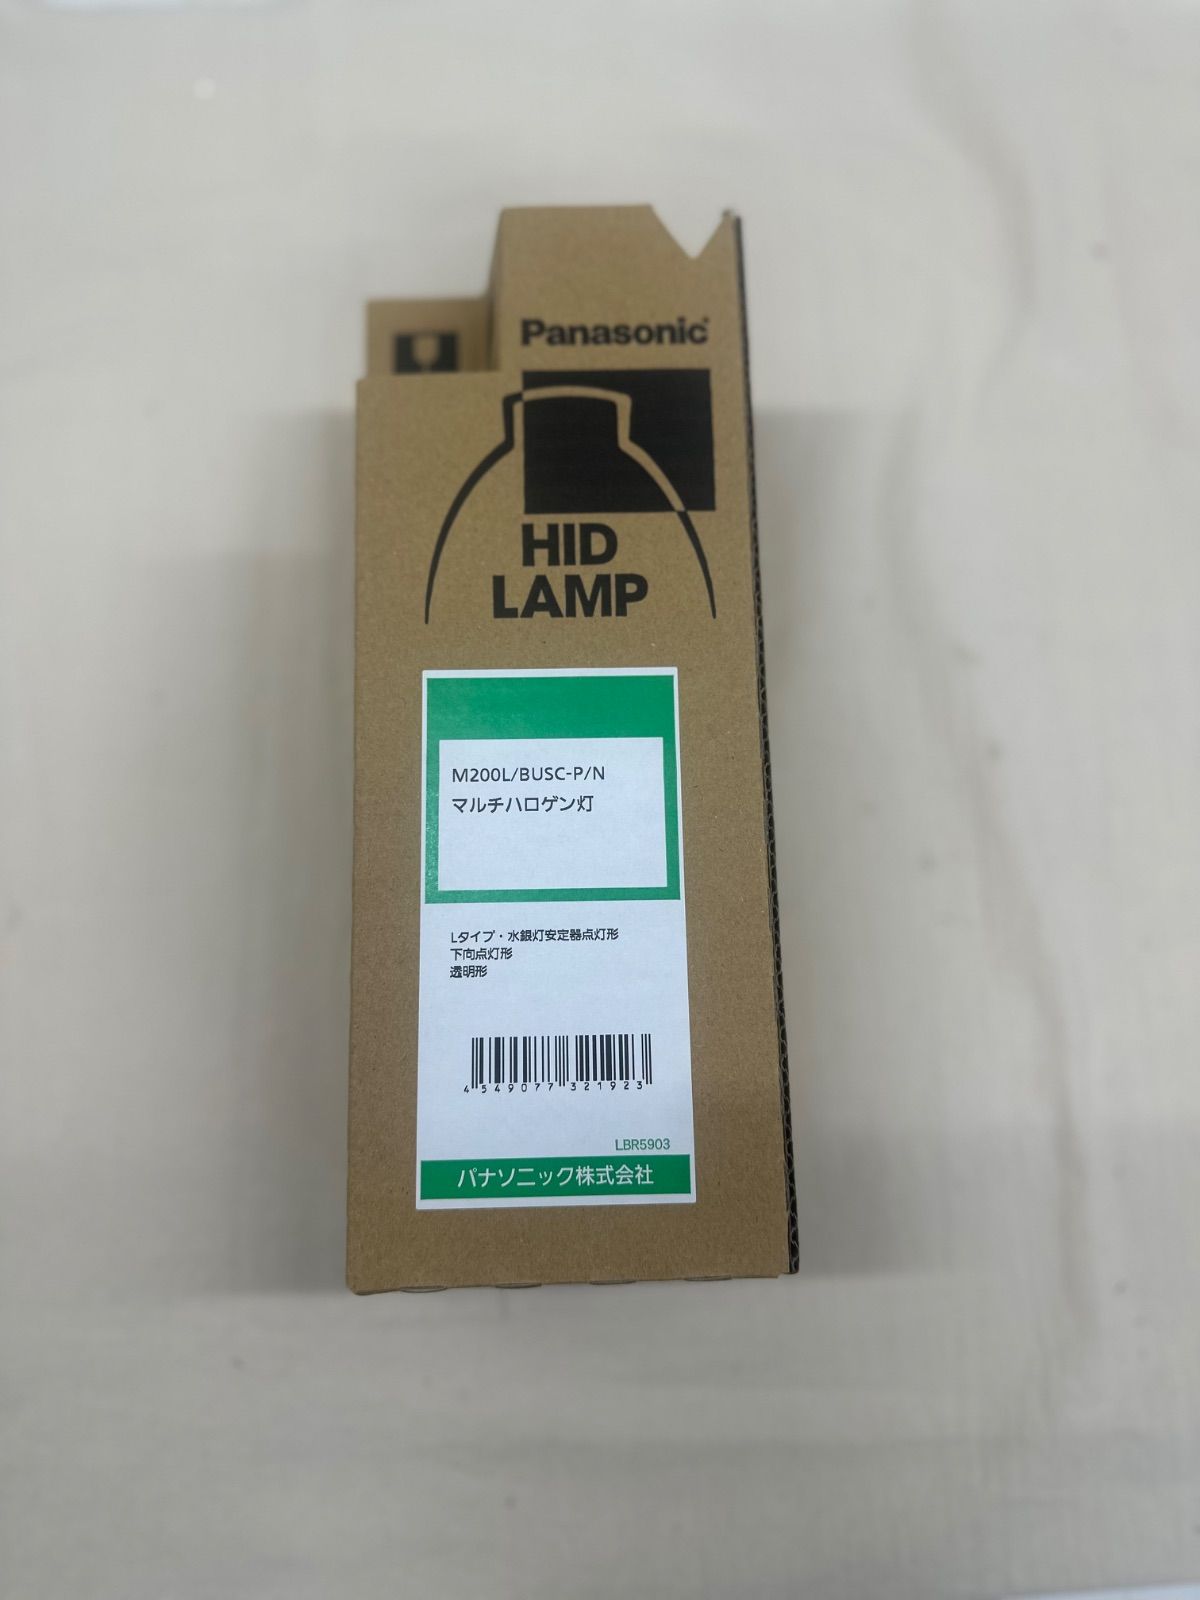 Panasonic
HID
LAMP
M200L/BUSC-P/N
マルチハロゲン灯
Lタイプ・水銀灯安定器点灯形
下向点灯形
透明形
4549077321923
LBR5903
パナソニック株式会社